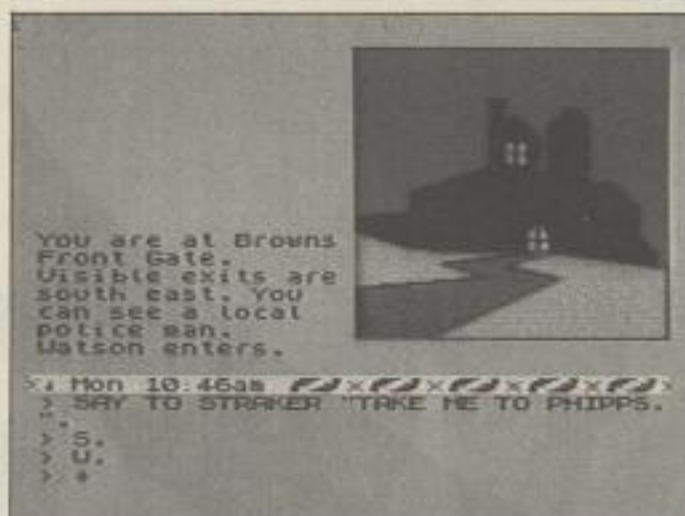 You are at Browns
Front Gate.
Visible exits are
south east. You
can see a local
police man.
Watson enters.
Mon 10:46am
> SAY TO STRAKER "TAKE ME TO PHIPPS.
".
> S.
> W.
> +